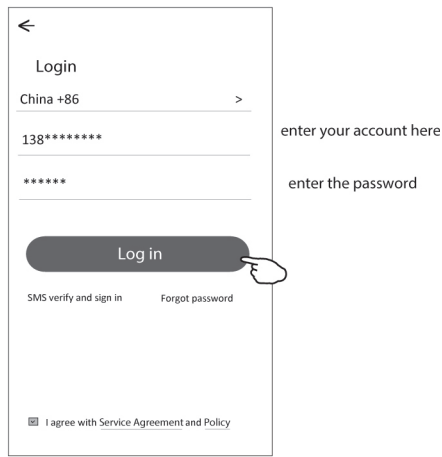 Login
China +86 >
138********
enter your account here
******
enter the password
Log in
SMS verify and sign in Forgot password
I agree with Service Agreement and Policy